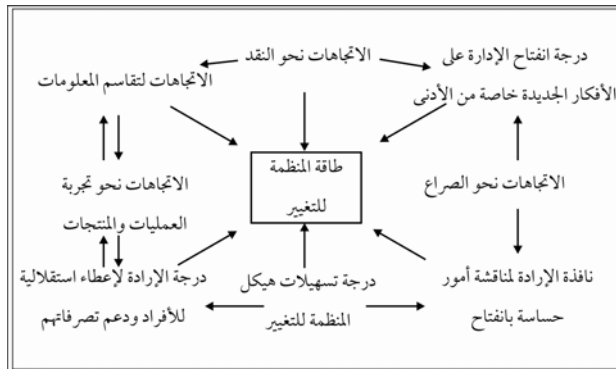 الاتجاهات نحو النقد
درجة انفتاح الإدارة على
الأفكار الجديدة خاصة من الأدنى
الاتجاهات لتقاسم المعلومات
طاقة المنظمة
للتغيير
الاتجاهات نحو الصراع
الاتجاهات نحو تجربة
العمليات والمنتجات
نافذة الإرادة لمناقشة أمور
حساسة بانفتاح
درجة تسهيلات هيكل
المنظمة للتغيير
درجة الإرادة لإعطاء استقلالية
للأفراد ودعم تصرفاتهم